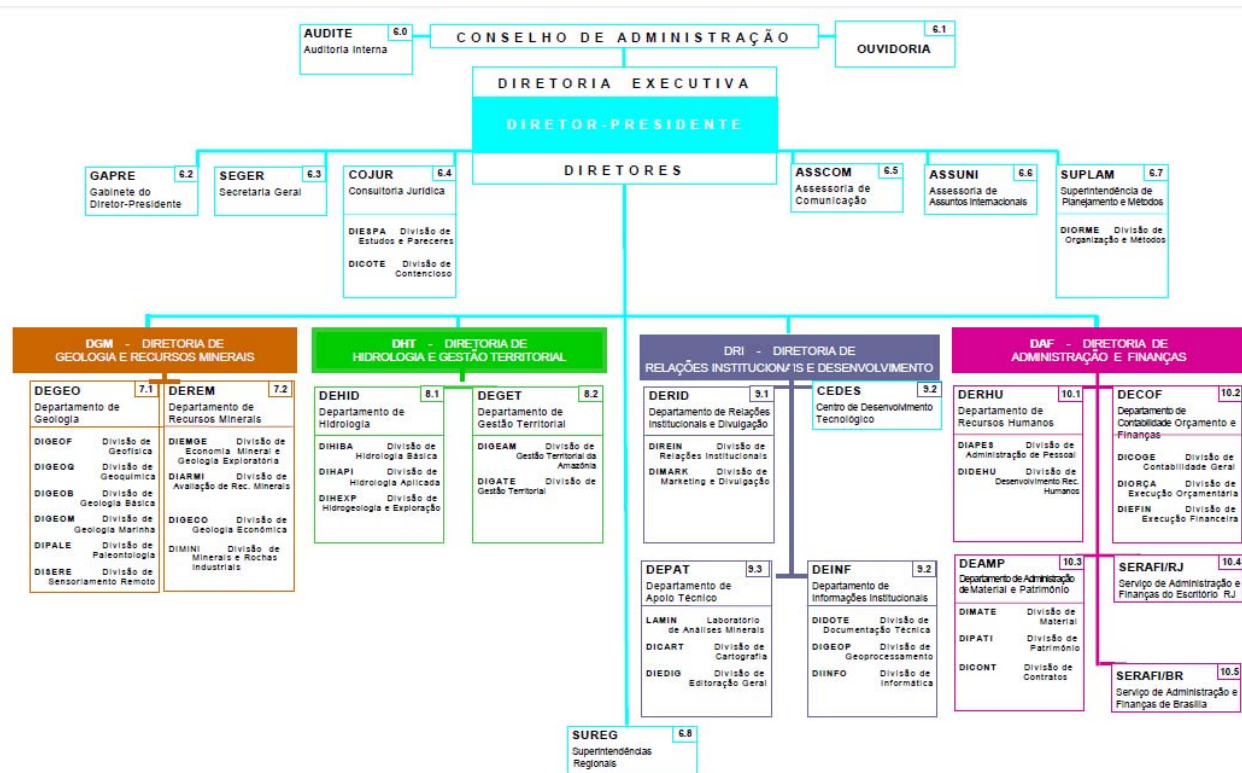 AUDITE 6.0
Auditoria Interna
CONSELHO DE ADMINISTRAÇÃO
6.1
OUVIDORIA
DIRETORIA EXECUTIVA
DIRETOR-PRESIDENTE
DIRETORES
GAPRE 6.2
Gabinete do
Diretor-Presidente
SEGER 6.3
Secretaria Geral
COJUR 6.4
Consultoria Jurídica
DIESPA Divisão de
Estudos e Pareceres
DICOTE Divisão de
Contencioso
ASSCOM 6.5
Assessoria de
Comunicação
ASSUNI 6.6
Assessoria de
Assuntos Internacionais
SUPLAM 6.7
Superintendência de
Planejamento e Métodos
DIORME Divisão de
Organização e Métodos
DGM - DIRETORIA DE
GEOLOGIA E RECURSOS MINERAIS
DEGEO 7.1
Departamento de
Geologia
DIGEOF Divisão de
Geofísica
DIGEOQ Divisão de
Geoquímica
DIGEOB Divisão de
Geologia Básica
DIGEOM Divisão de
Geologia Marinha
DIPALE Divisão de
Paleontologia
DISERE Divisão de
Sensoriamento Remoto
DEREM 7.2
Departamento de
Recursos Minerais
DIEMGE Divisão de
Economia Mineral e
Geologia Exploratória
DIARMI Divisão de
Avaliação de Rec. Minerais
DIGECO Divisão de
Geologia Econômica
DIMINI Divisão de
Minerais e Rochas
Industriais
DHT - DIRETORIA DE
HIDROLOGIA E GESTÃO TERRITORIAL
DEHID 8.1
Departamento de
Hidrologia
DIHIBA Divisão de
Hidrologia Básica
DIHAPI Divisão de
Hidrologia Aplicada
DIHEXP Divisão de
Hidrogeologia e Exploração
DEGET 8.2
Departamento de
Gestão Territorial
DIGEAM Divisão de
Gestão Territorial da
Amazônia
DIGATE Divisão de
Gestão Territorial
DRI - DIRETORIA DE
RELAÇÕES INSTITUCIONAIS E DESENVOLVIMENTO
DERID 9.1
Departamento de Relações
Institucionais e Divulgação
DIREIN Divisão de
Relações Institucionais
DIMARK Divisão de
Marketing e Divulgação
CEDES 9.2
Centro de Desenvolvimento
Tecnológico
DEPAT 9.3
Departamento de
Apoio Técnico
LAMIN Laboratório
de Análises Minerais
DICART Divisão de
Cartografia
DIEDIG Divisão de
Editoração Geral
DEINF 9.2
Departamento de
Informações Institucionais
DIDOTE Divisão de
Documentação Técnica
DIGEOP Divisão de
Geoprocessamento
DIINFO Divisão de
Informática
DAF - DIRETORIA DE
ADMINISTRAÇÃO E FINANÇAS
DERHU 10.1
Departamento de
Recursos Humanos
DIAPES Divisão de
Administração de Pessoal
DIDEHU Divisão de
Desenvolvimento Rec.
Humanos
DECOF 10.2
Departamento de
Contabilidade Orçamento e
Finanças
DICOGE Divisão de
Contabilidade Geral
DIORÇA Divisão de
Execução Orçamentária
DIEFIN Divisão de
Execução Financeira
DEAMP 10.3
Departamento de Administração
de Material e Patrimônio
DIMATE Divisão de
Material
DIPATI Divisão de
Patrimônio
DICONT Divisão de
Contratos
SERAFI/RJ 10.4
Serviço de Administração e
Finanças do Escritório RJ
SERAFI/BR 10.5
Serviço de Administração e
Finanças de Brasília
SUREG 6.8
Superintendências
Regionais